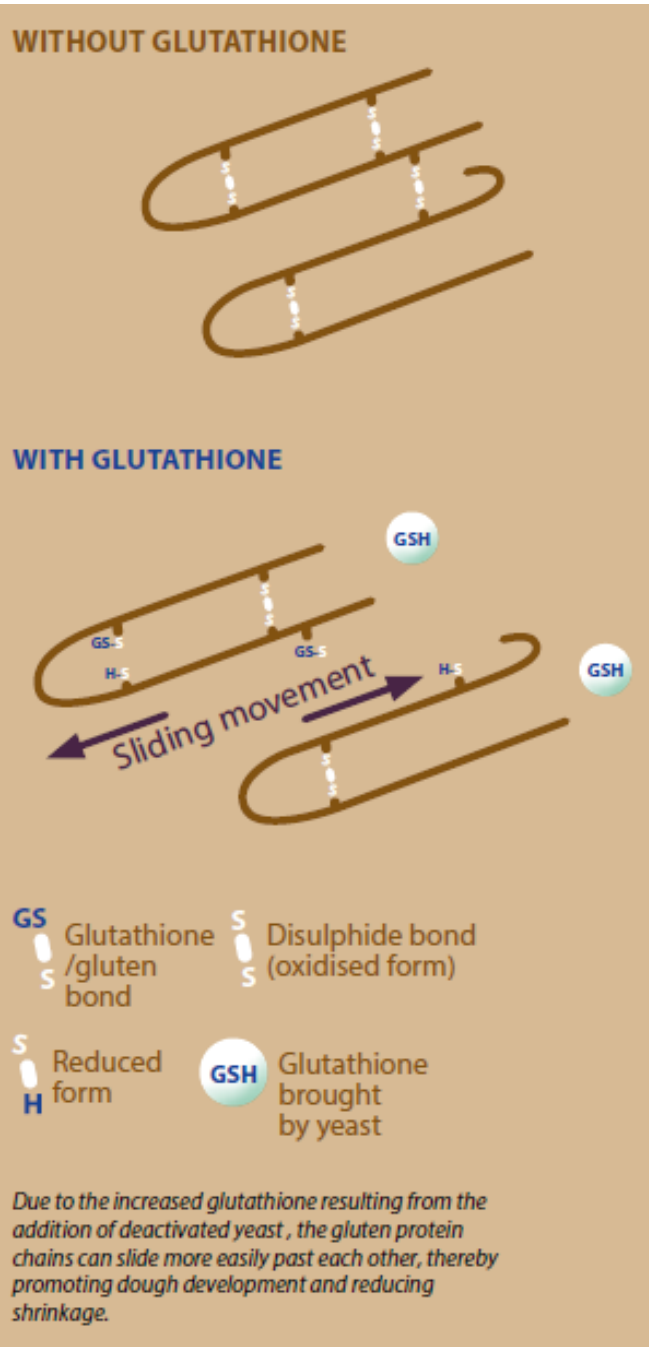 WITHOUT GLUTATHIONE
S
S
S
S
S
S
S
S
WITH GLUTATHIONE
GSH
S
S
GS-S
H-S
GS-S
H-S
GSH
Sliding movement
S
S
GS
S
Glutathione
/gluten
bond
S
S
Disulphide bond
(oxidised form)
S
H
Reduced
form
GSH
Glutathione
brought
by yeast
Due to the increased glutathione resulting from the
addition of deactivated yeast , the gluten protein
chains can slide more easily past each other, thereby
promoting dough development and reducing
shrinkage.